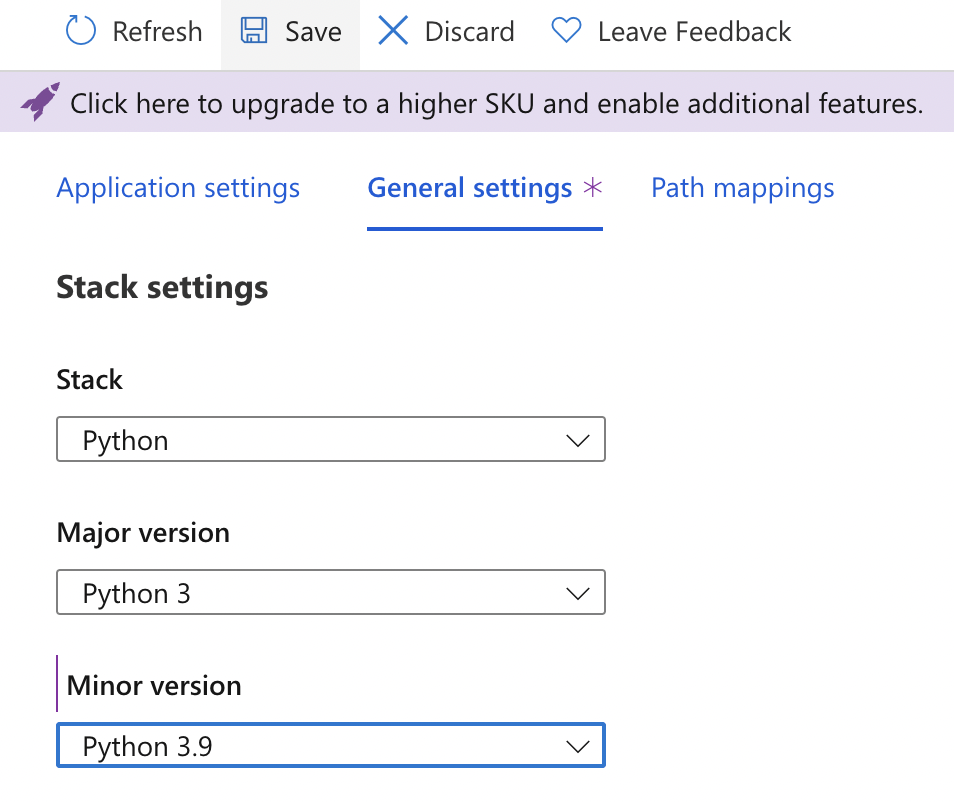 Refresh Save Discard Leave Feedback
Click here to upgrade to a higher SKU and enable additional features.
Application settings General settings * Path mappings
Stack settings
Stack
Python
Major version
Python 3
Minor version
Python 3.9